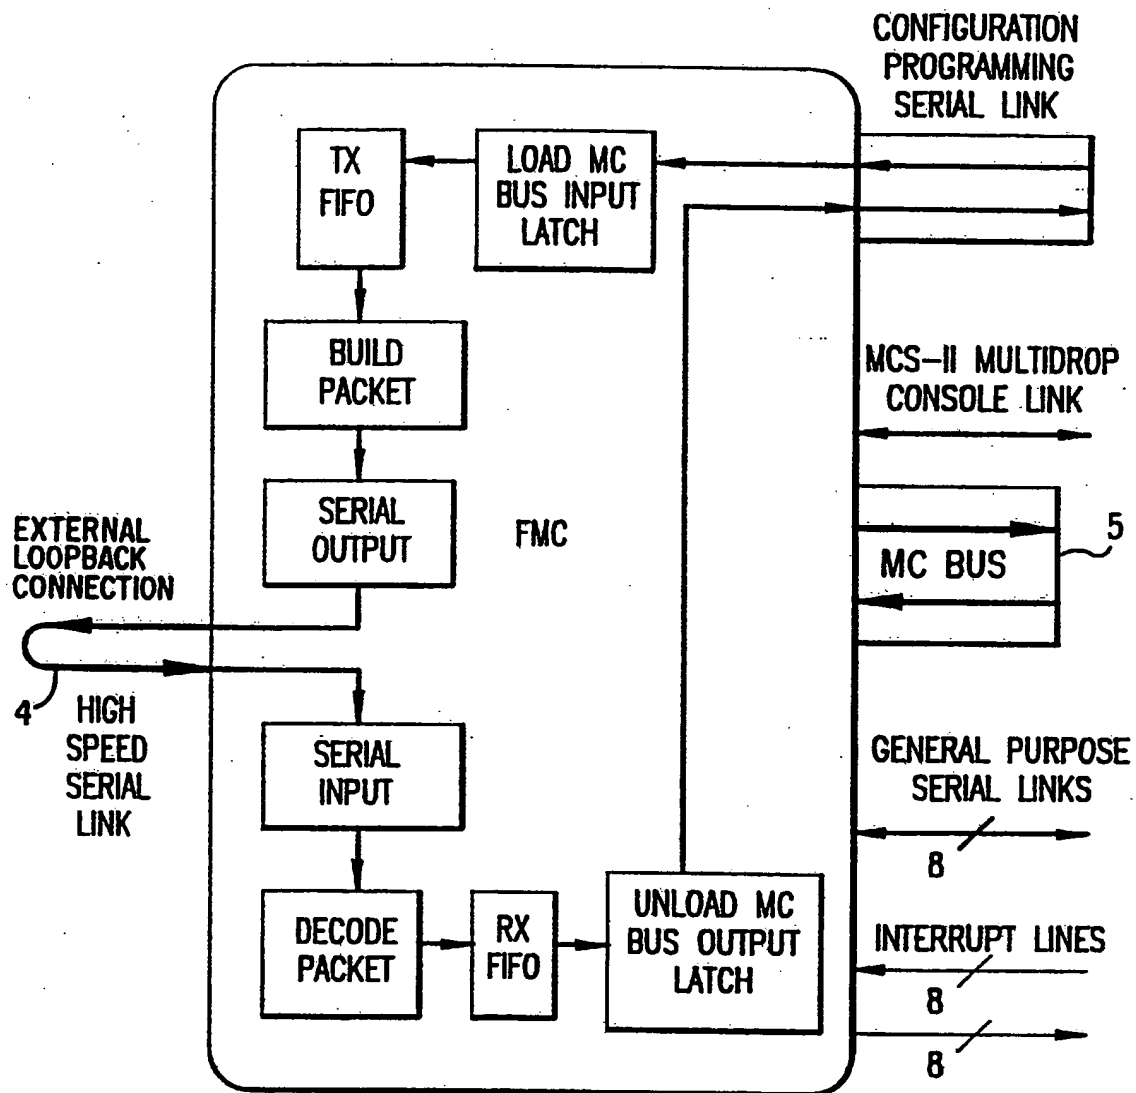 CONFIGURATION
PROGRAMMING
SERIAL LINK
TX
FIFO
LOAD MC
BUS INPUT
LATCH
BUILD
PACKET
MCS-II MULTIDROP
CONSOLE LINK
SERIAL
OUTPUT
FMC
EXTERNAL
LOOPBACK
CONNECTION
MC BUS
5
4
HIGH
SPEED
SERIAL
LINK
SERIAL
INPUT
GENERAL PURPOSE
SERIAL LINKS
8
DECODE
PACKET
RX
FIFO
UNLOAD MC
BUS OUTPUT
LATCH
INTERRUPT LINES
8
8